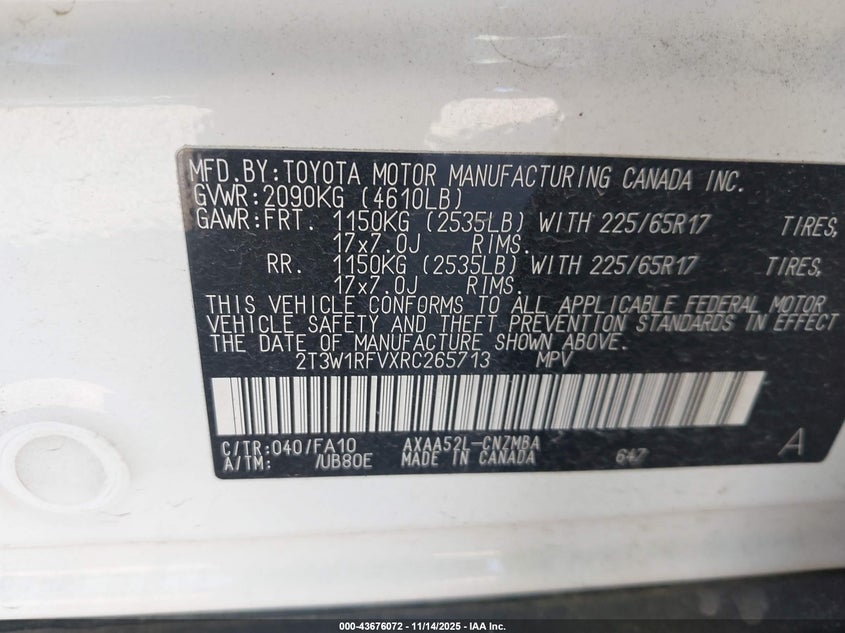 MFD.BY:TOYOTA MOTOR MANUFACTURING CANADA INC.
GVWR:2090KG (4610LB)
GAWR:FRT. 1150KG (2535LB) WITH 225/65R17 TIRES,
17x7.0J RIMS.
RR. 1150KG (2535LB) WITH 225/65R17 TIRES,
17x7.0J RIMS.
THIS VEHICLE CONFORMS TO ALL APPLICABLE FEDERAL MOTOR
VEHICLE SAFETY AND THEFT PREVENTION STANDARDS IN EFFECT
THE DATE OF MANUFACTURE SHOWN ABOVE.
2T3W1RFVXRC265713 MPV
C/TR:040/FA10 AXAA52L-CNZMBA
A/TM: /UB80E MADE IN CANADA 647 A
000-43676072 - 11/14/2025 - IAA Inc.